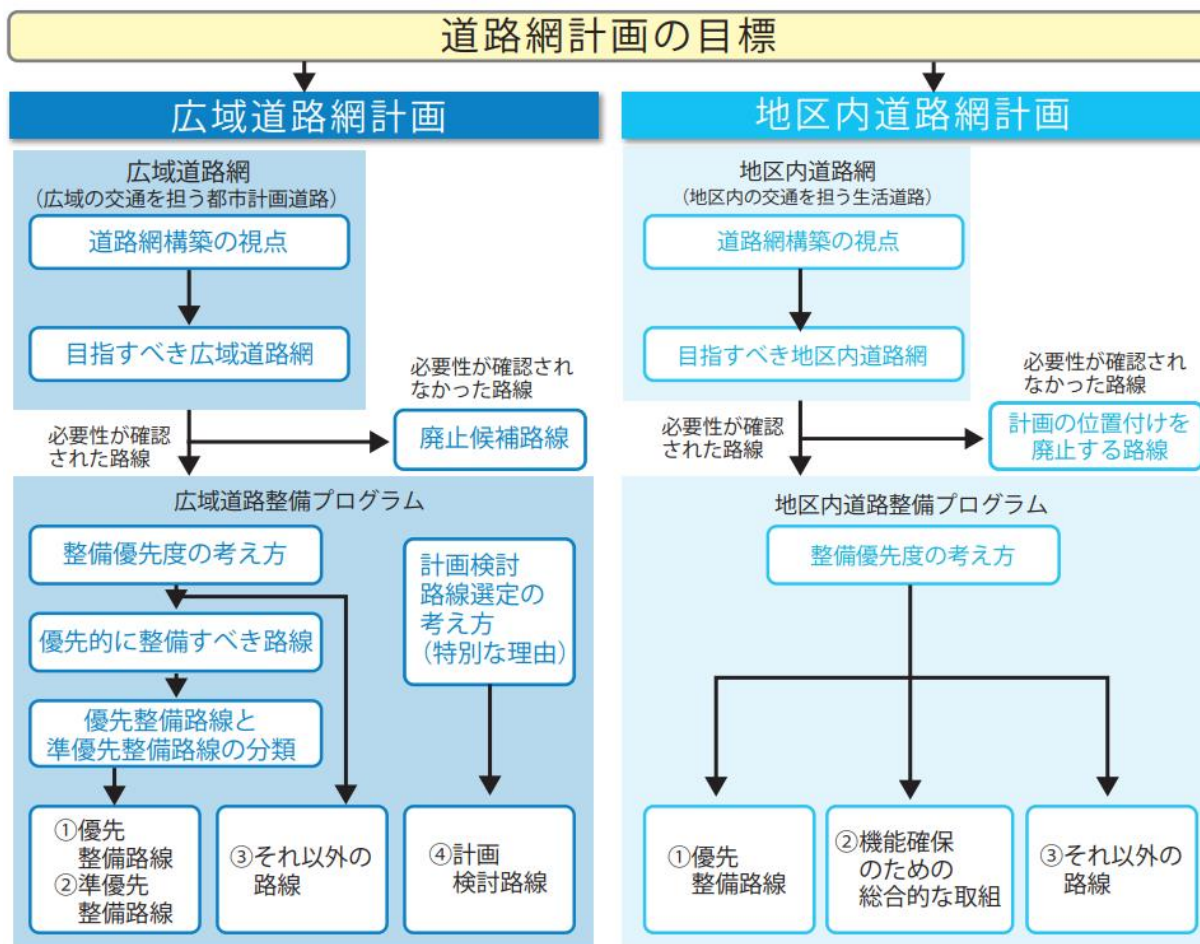 道路網計画の目標
広域道路網計画
広域道路網
(広域の交通を担う都市計画道路)
道路網構築の視点
目指すべき広域道路網
必要性が確認され
なかった路線
必要性が確認
された路線
廃止候補路線
広域道路整備プログラム
整備優先度の考え方
優先的に整備すべき路線
優先整備路線と
準優先整備路線の分類
計画検討
路線選定の
考え方
(特別な理由)
①優先
整備路線
②準優先
整備路線
③それ以外の
路線
④計画
検討路線
地区内道路網計画
地区内道路網
(地区内の交通を担う生活道路)
道路網構築の視点
目指すべき地区内道路網
必要性が確認され
なかった路線
必要性が確認
された路線
計画の位置付けを
廃止する路線
地区内道路整備プログラム
整備優先度の考え方
①優先
整備路線
②機能確保
のための
総合的な取組
③それ以外の
路線